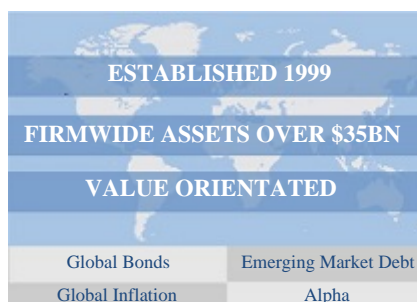 ESTABLISHED 1999
FIRMWIDE ASSETS OVER $35BN
VALUE ORIENTATED
Global Bonds Emerging Market Debt
Global Inflation Alpha